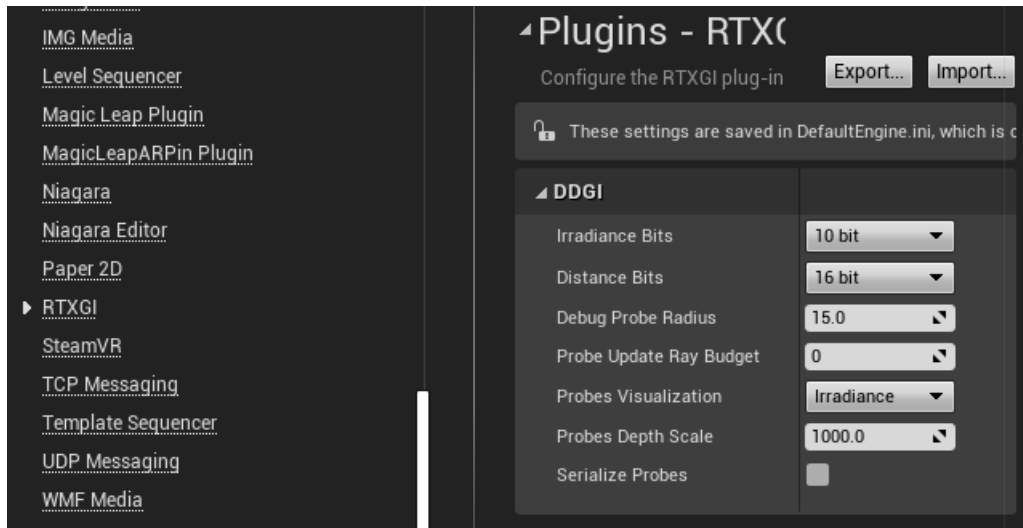 IMG Media
Level Sequencer
Magic Leap Plugin
MagicLeapARPin Plugin
Niagara
Niagara Editor
Paper 2D
RTXGI
SteamVR
TCP Messaging
Template Sequencer
UDP Messaging
WMF Media
Plugins - RTX
Configure the RTXGI plug-in
Export...
Import...
These settings are saved in DefaultEngine.ini, which is
DDGI
Irradiance Bits
10 bit
Distance Bits
16 bit
Debug Probe Radius
15.0
Probe Update Ray Budget
0
Probes Visualization
Irradiance
Probes Depth Scale
1000.0
Serialize Probes